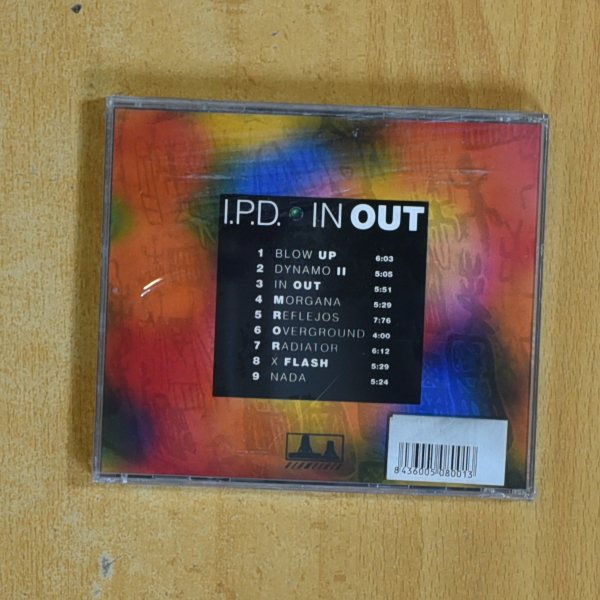 I.P.D. IN OUT
1 BLOW UP 6:03
2 DYNAMO II 5:05
3 IN OUT 5:51
4 MORGANA 5:29
5 REFLEJOS 7:76
6 OVERGROUND 4:00
7 RADIATOR 6:12
8 X FLASH 5:29
9 NADA 5:24
8 436005 080013